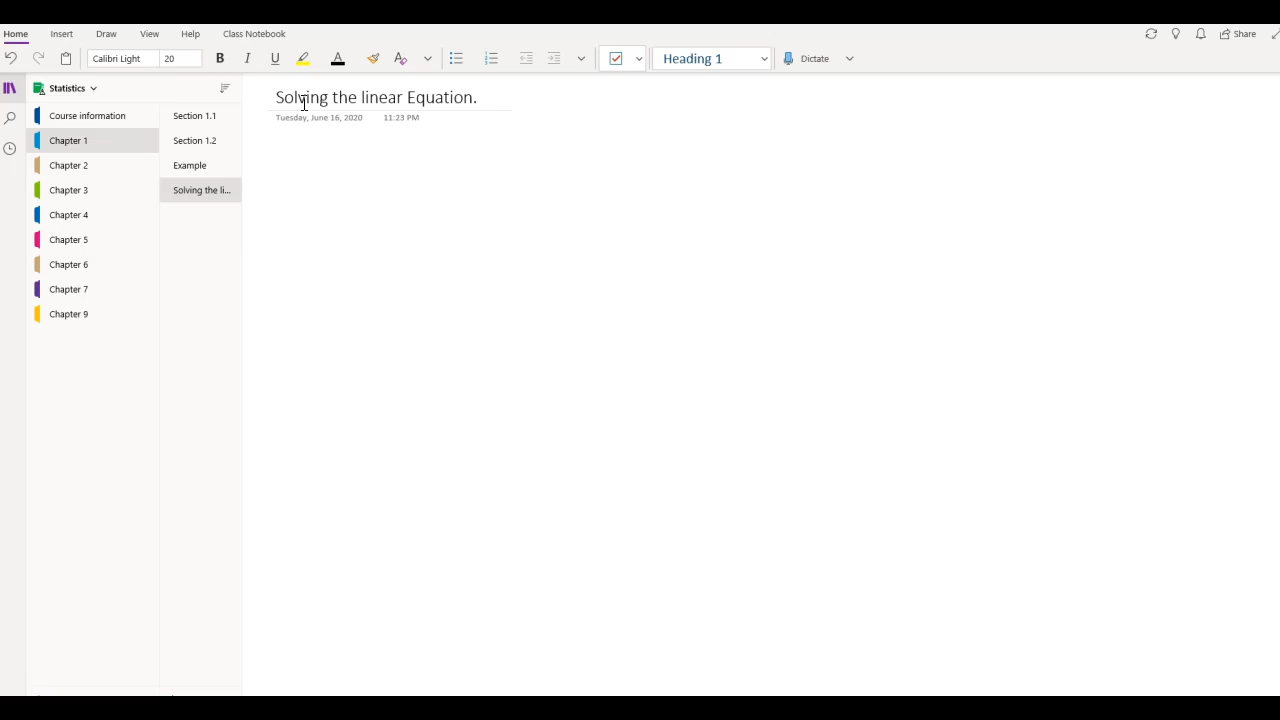 Home Insert Draw View Help Class Notebook Share
Calibri Light 20 B I U A A Heading 1 Dictate
Statistics
Solving the linear Equation.
Tuesday, June 16, 2020 11:23 PM
Course information
Chapter 1
Chapter 2
Chapter 3
Chapter 4
Chapter 5
Chapter 6
Chapter 7
Chapter 9
Section 1.1
Section 1.2
Example
Solving the li...